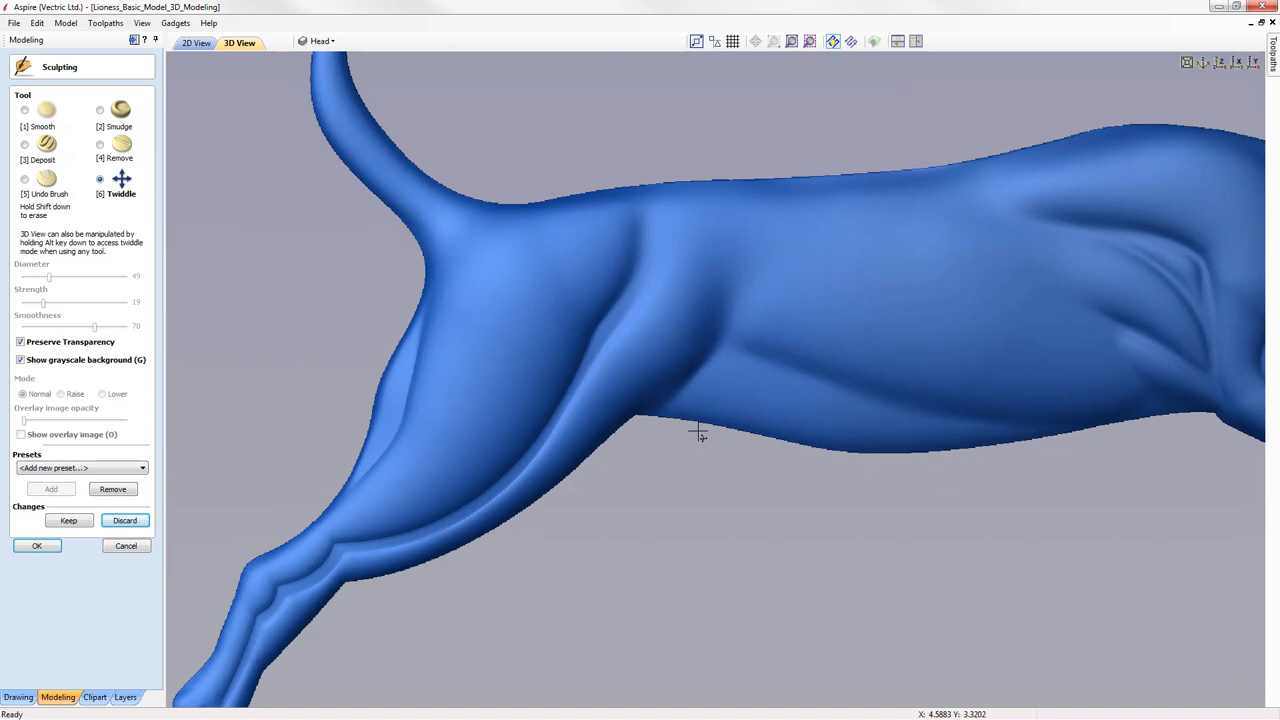 Aspire (Vectric Ltd.) - [Lioness_Basic_Model_3D_Modeling]
File Edit Model Toolpaths View Gadgets Help
Modeling
?
2D View
3D View
Head
Toolpaths
Sculpting
Tool
[1] Smooth
[2] Smudge
[3] Deposit
[4] Remove
[5] Undo Brush
[6] Twiddle
Hold Shift down
to erase
3D View can also be manipulated by
holding Alt key down to access twiddle
mode when using any tool.
Diameter
49
Strength
19
Smoothness
70
Preserve Transparency
Show grayscale background (G)
Mode
Normal Raise Lower
Overlay image opacity
Show overlay image (O)
Presets
<Add new preset...>
Add Remove
Changes
Keep Discard
OK Cancel
Drawing Modeling Clipart Layers
Ready
X: 4.5883 Y: 3.3202